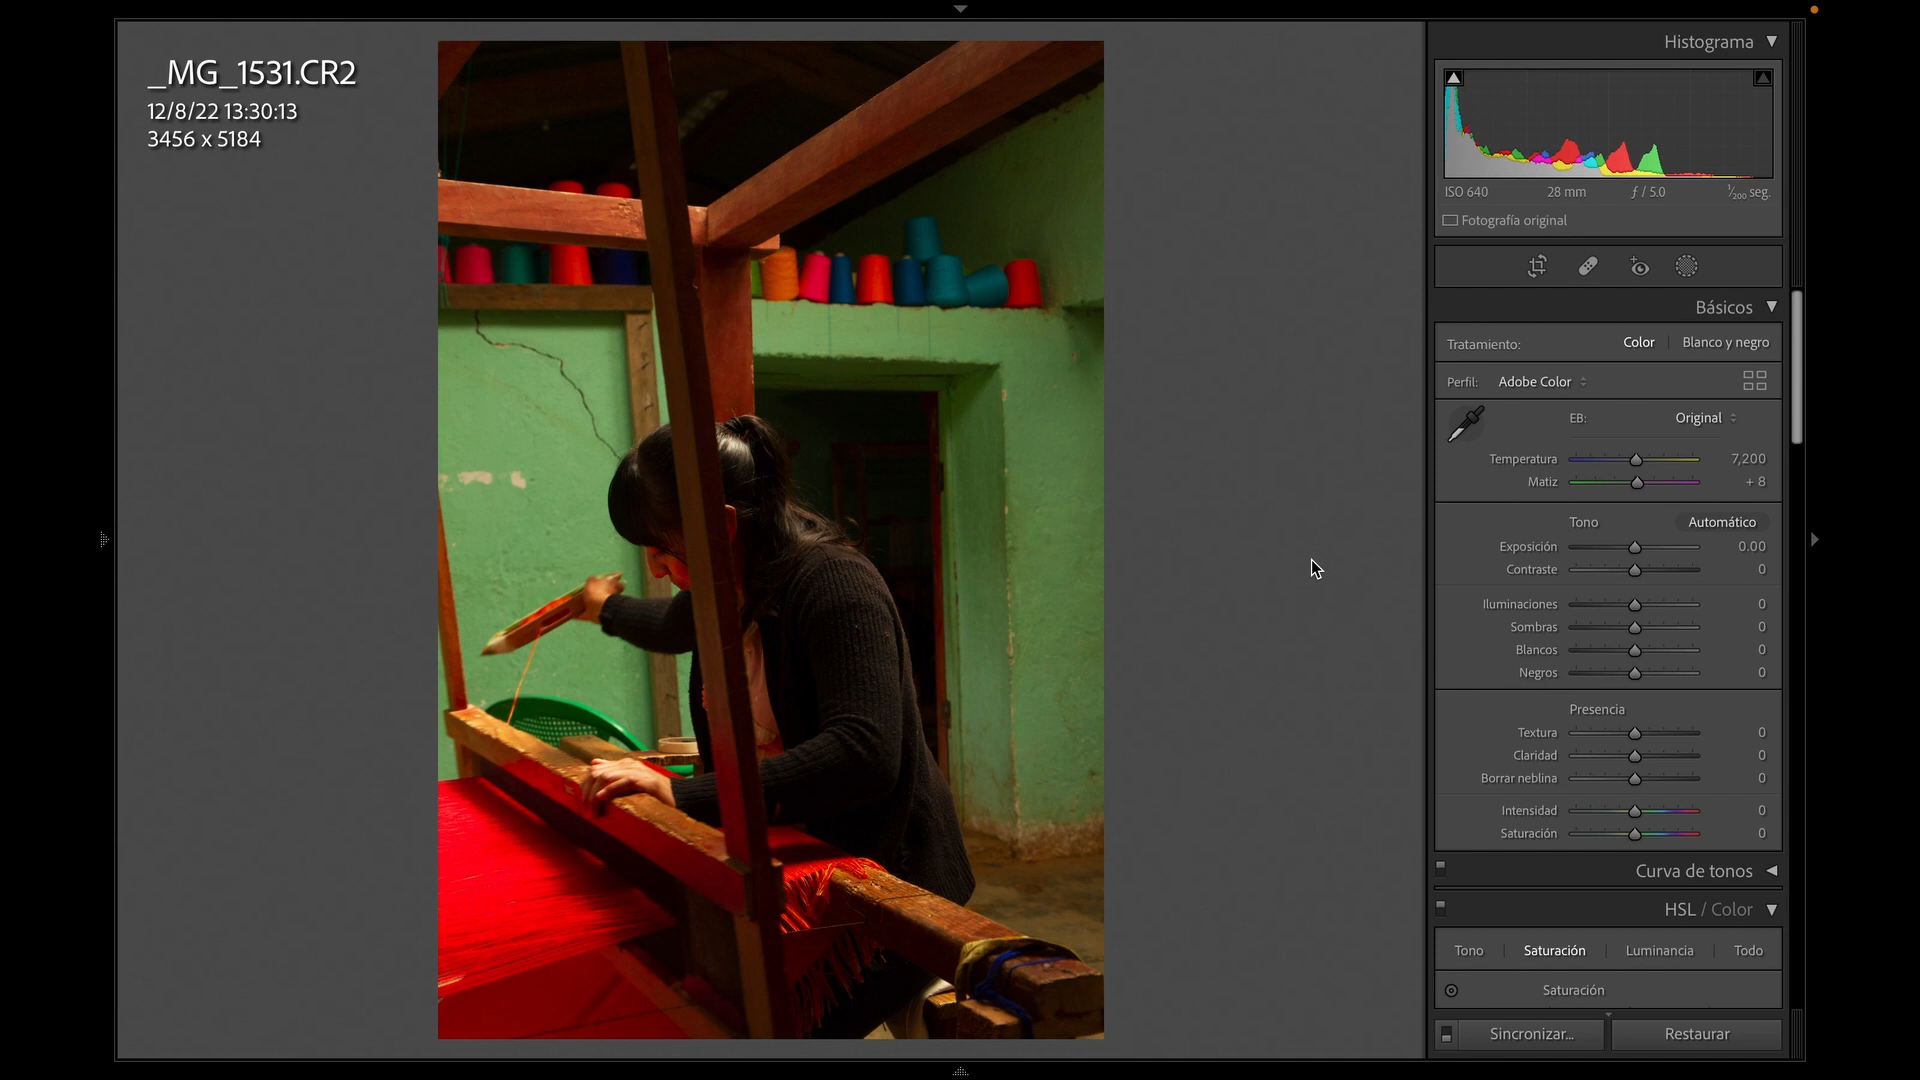 _MG_1531.CR2
12/8/22 13:30:13
3456 x 5184
Histograma
ISO 640 28 mm ƒ / 5.0 1/200 seg.
Fotografía original
Básicos
Tratamiento: Color Blanco y negro
Perfil: Adobe Color
EB: Original
Temperatura 7,200
Matiz + 8
Tono Automático
Exposición 0.00
Contraste 0
Iluminaciones 0
Sombras 0
Blancos 0
Negros 0
Presencia
Textura 0
Claridad 0
Borrar neblina 0
Intensidad 0
Saturación 0
Curva de tonos
HSL / Color
Tono Saturación Luminancia Todo
Saturación
Sincronizar... Restaurar